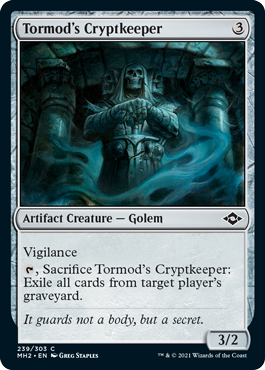 Tormod's Cryptkeeper 3
Artifact Creature — Golem
Vigilance
, Sacrifice Tormod's Cryptkeeper:
Exile all cards from target player's
graveyard.
It guards not a body, but a secret.
3/2
239/303 C
MH2 • EN Greg Staples
™ & © 2021 Wizards of the Coast